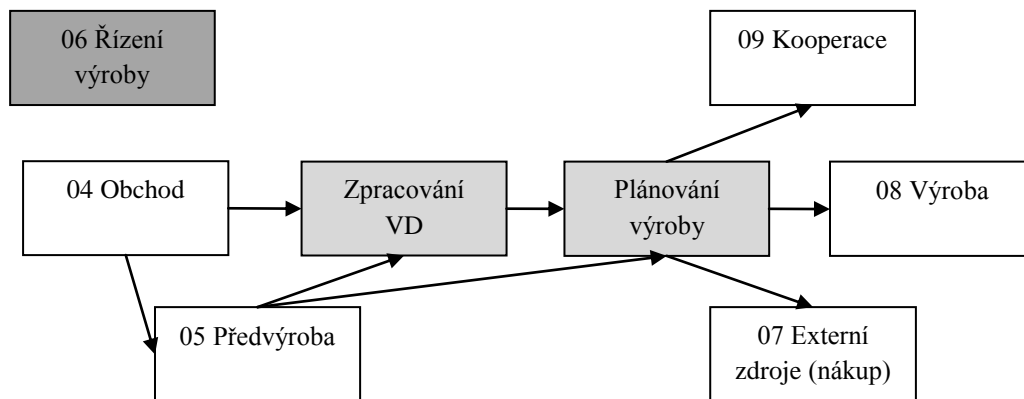 06 Řízení
výroby
09 Kooperace
04 Obchod
Zpracování
VD
Plánování
výroby
08 Výroba
05 Předvýroba
07 Externí
zdroje (nákup)